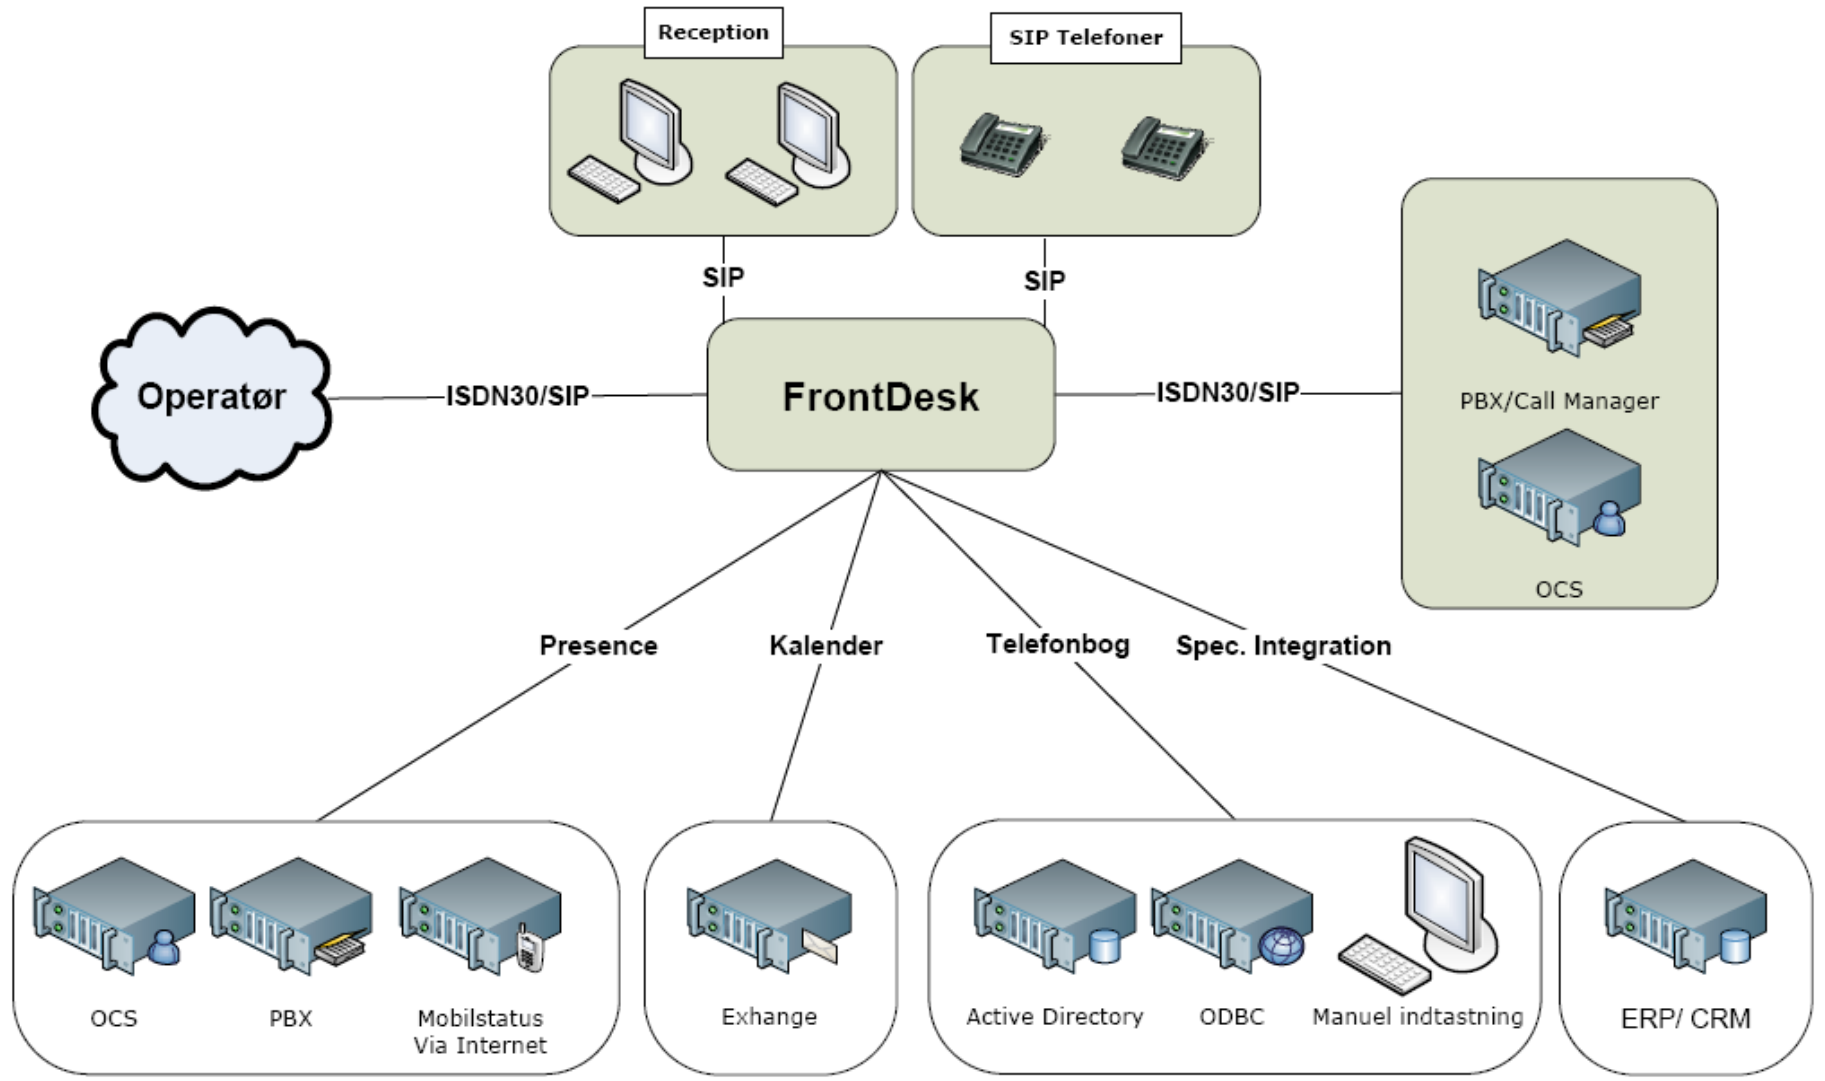 Reception
SIP Telefoner
SIP
SIP
Operatør
ISDN30/SIP
FrontDesk
ISDN30/SIP
PBX/Call Manager
OCS
Presence
Kalender
Telefonbog
Spec. Integration
OCS
PBX
Mobilstatus
Via Internet
Exhange
Active Directory
ODBC
Manuel indtastning
ERP/ CRM